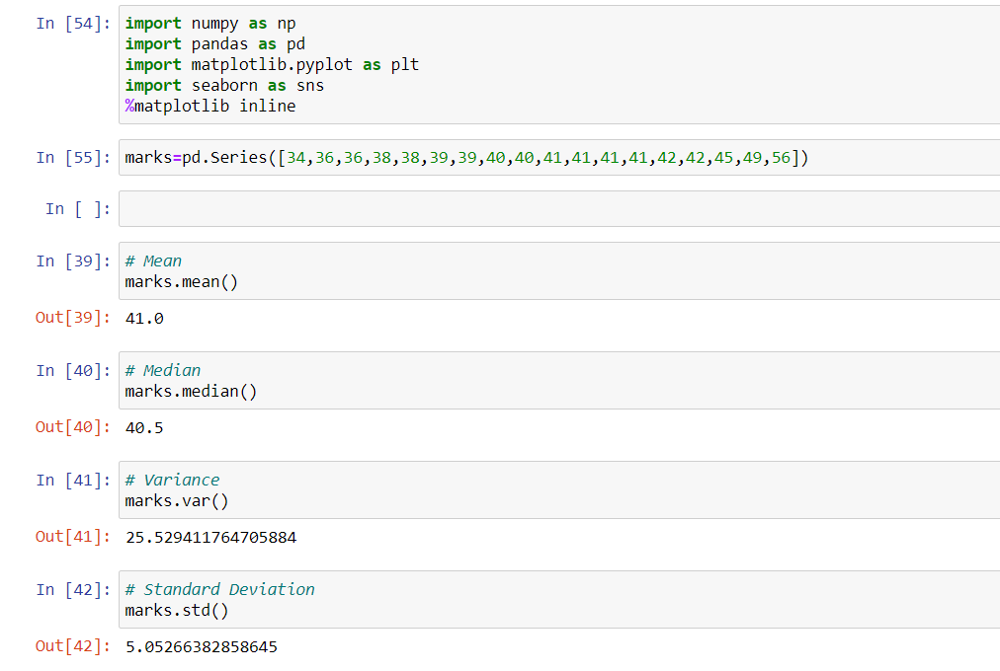 In [54]: import numpy as np
import pandas as pd
import matplotlib.pyplot as plt
import seaborn as sns
%matplotlib inline
In [55]: marks=pd.Series([34,36,36,38,38,39,39,40,40,41,41,41,41,42,42,45,49,56])
In [ ]:
In [39]: # Mean
marks.mean()
Out[39]: 41.0
In [40]: # Median
marks.median()
Out[40]: 40.5
In [41]: # Variance
marks.var()
Out[41]: 25.529411764705884
In [42]: # Standard Deviation
marks.std()
Out[42]: 5.05266382858645